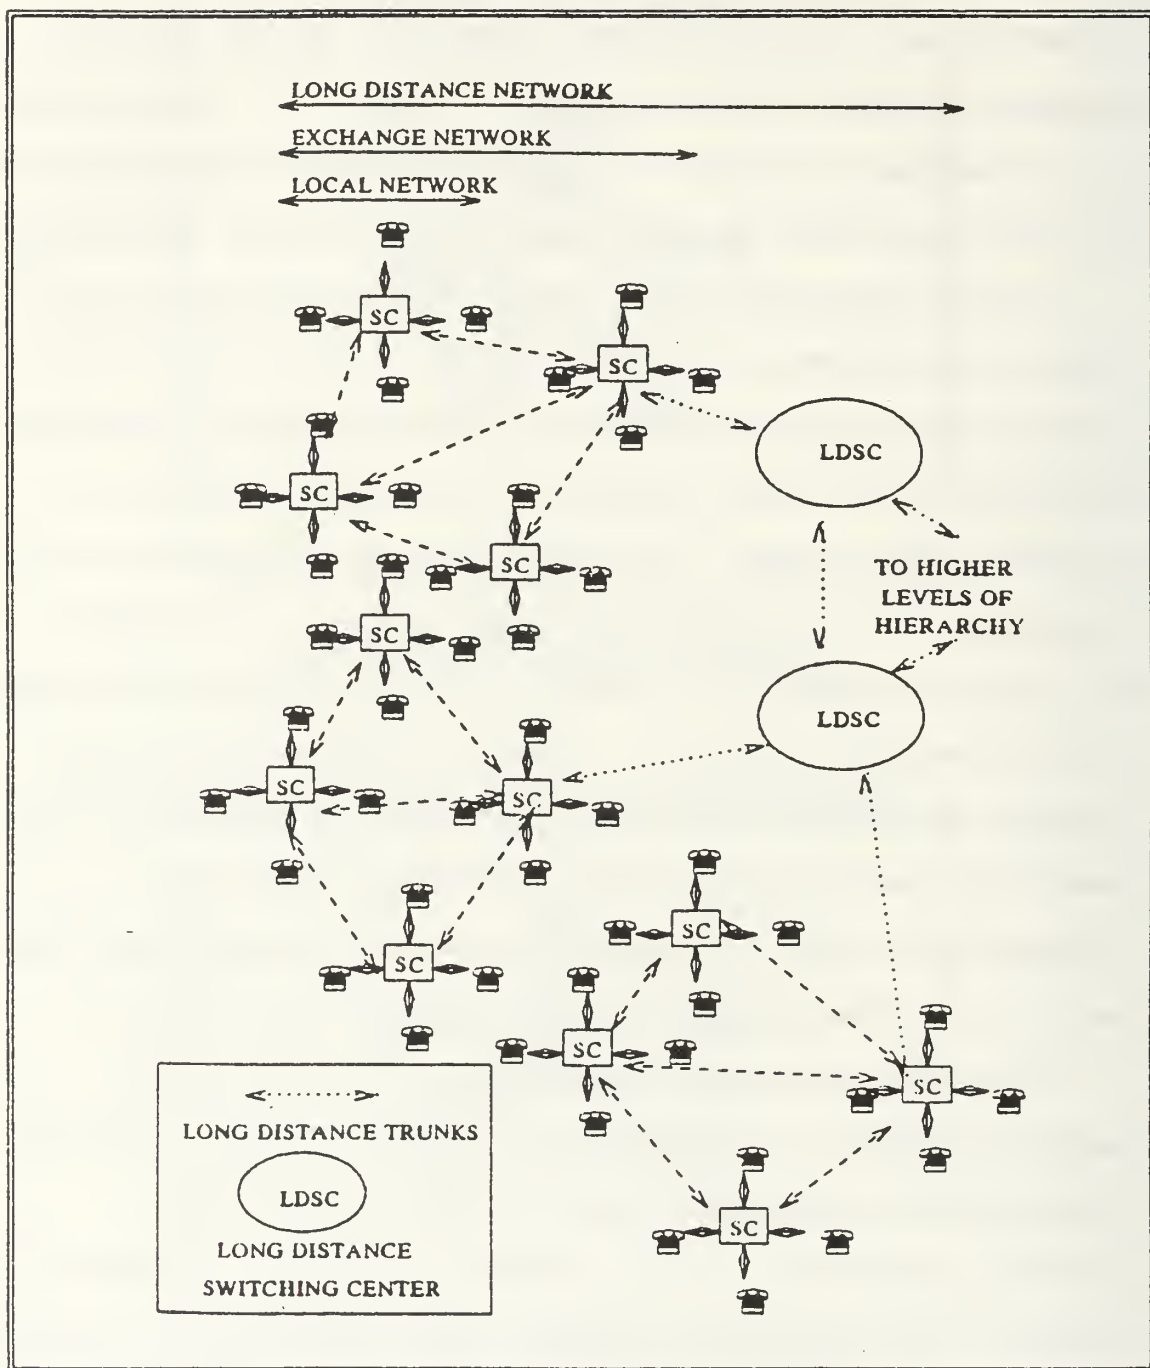 LONG DISTANCE NETWORK
EXCHANGE NETWORK
LOCAL NETWORK
SC
SC
LDSC
SC
SC
TO HIGHER
LEVELS OF
HIERARCHY
SC
LDSC
SC
SC
SC
SC
SC
SC
SC
LONG DISTANCE TRUNKS
LDSC
LONG DISTANCE
SWITCHING CENTER